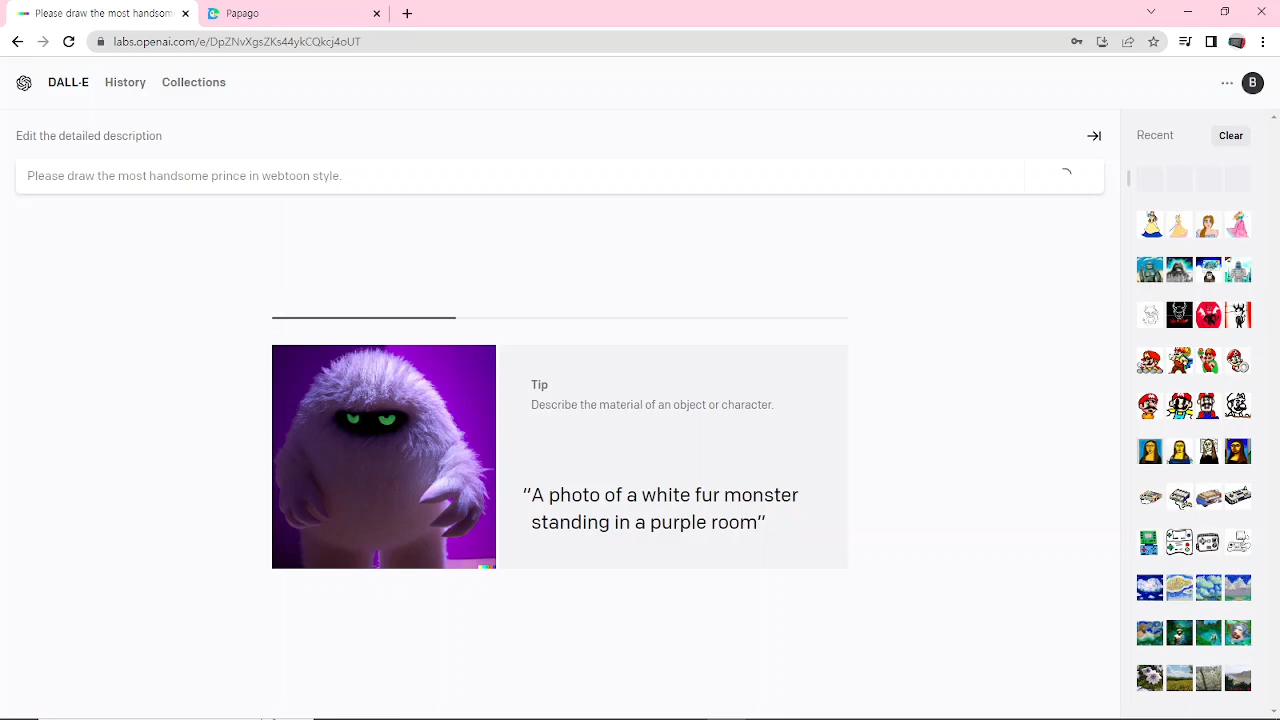 Please draw the most handsome
Papago
labs.openai.com/e/DpZNvXgsZKs44ykCQkcj4oUT
DALL·E History Collections
B
Edit the detailed description
Recent Clear
Please draw the most handsome prince in webtoon style.
Tip
Describe the material of an object or character.
“A photo of a white fur monster
standing in a purple room”